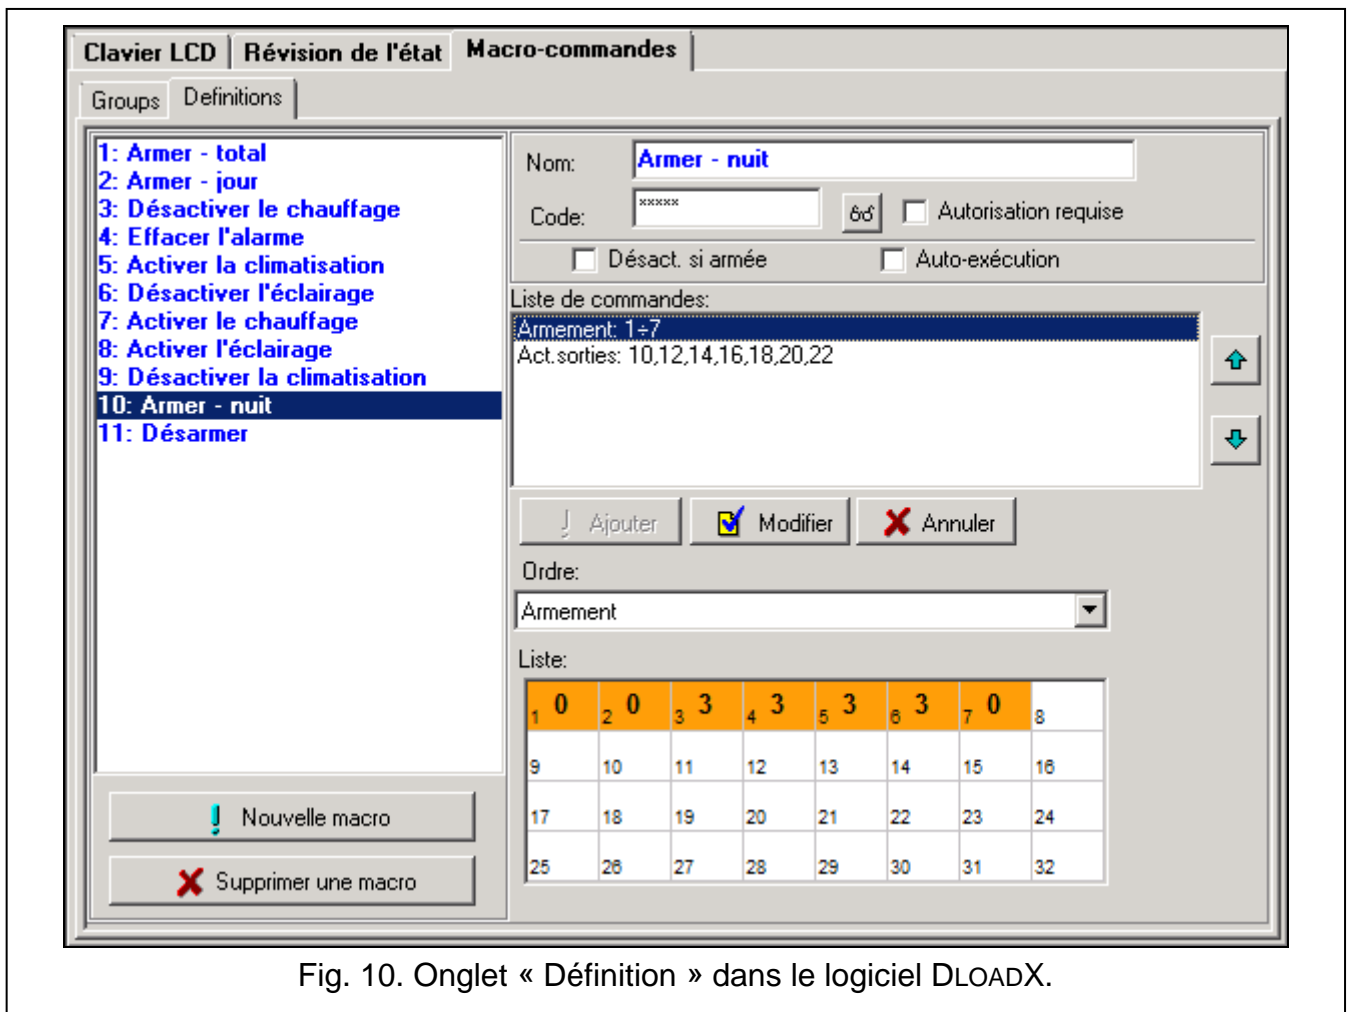 Clavier LCD Révision de l'état Macro-commandes
Groups Definitions
1: Armer - total
2: Armer - jour
3: Désactiver le chauffage
4: Effacer l'alarme
5: Activer la climatisation
6: Désactiver l'éclairage
7: Activer le chauffage
8: Activer l'éclairage
9: Désactiver la climatisation
10: Armer - nuit
11: Désarmer
Nouvelle macro
Supprimer une macro
Nom: Armer - nuit
Code: ***** Autorisation requise
Désact. si armée Auto-exécution
Liste de commandes:
Armement: 1÷7
Act.sorties: 10,12,14,16,18,20,22
Ajouter Modifier Annuler
Ordre:
Armement
Liste:
1 0 2 0 3 3 4 3 5 3 6 3 7 0 8
9 10 11 12 13 14 15 16
17 18 19 20 21 22 23 24
25 26 27 28 29 30 31 32
Fig. 10. Onglet « Définition » dans le logiciel DLOADX.